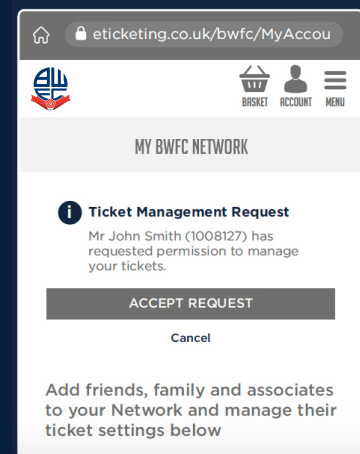 eticketing.co.uk/bwfc/MyAccou
BASKET ACCOUNT MENU
MY BWFC NETWORK
i Ticket Management Request
Mr John Smith (1008127) has
requested permission to manage
your tickets.
ACCEPT REQUEST
Cancel
Add friends, family and associates
to your Network and manage their
ticket settings below